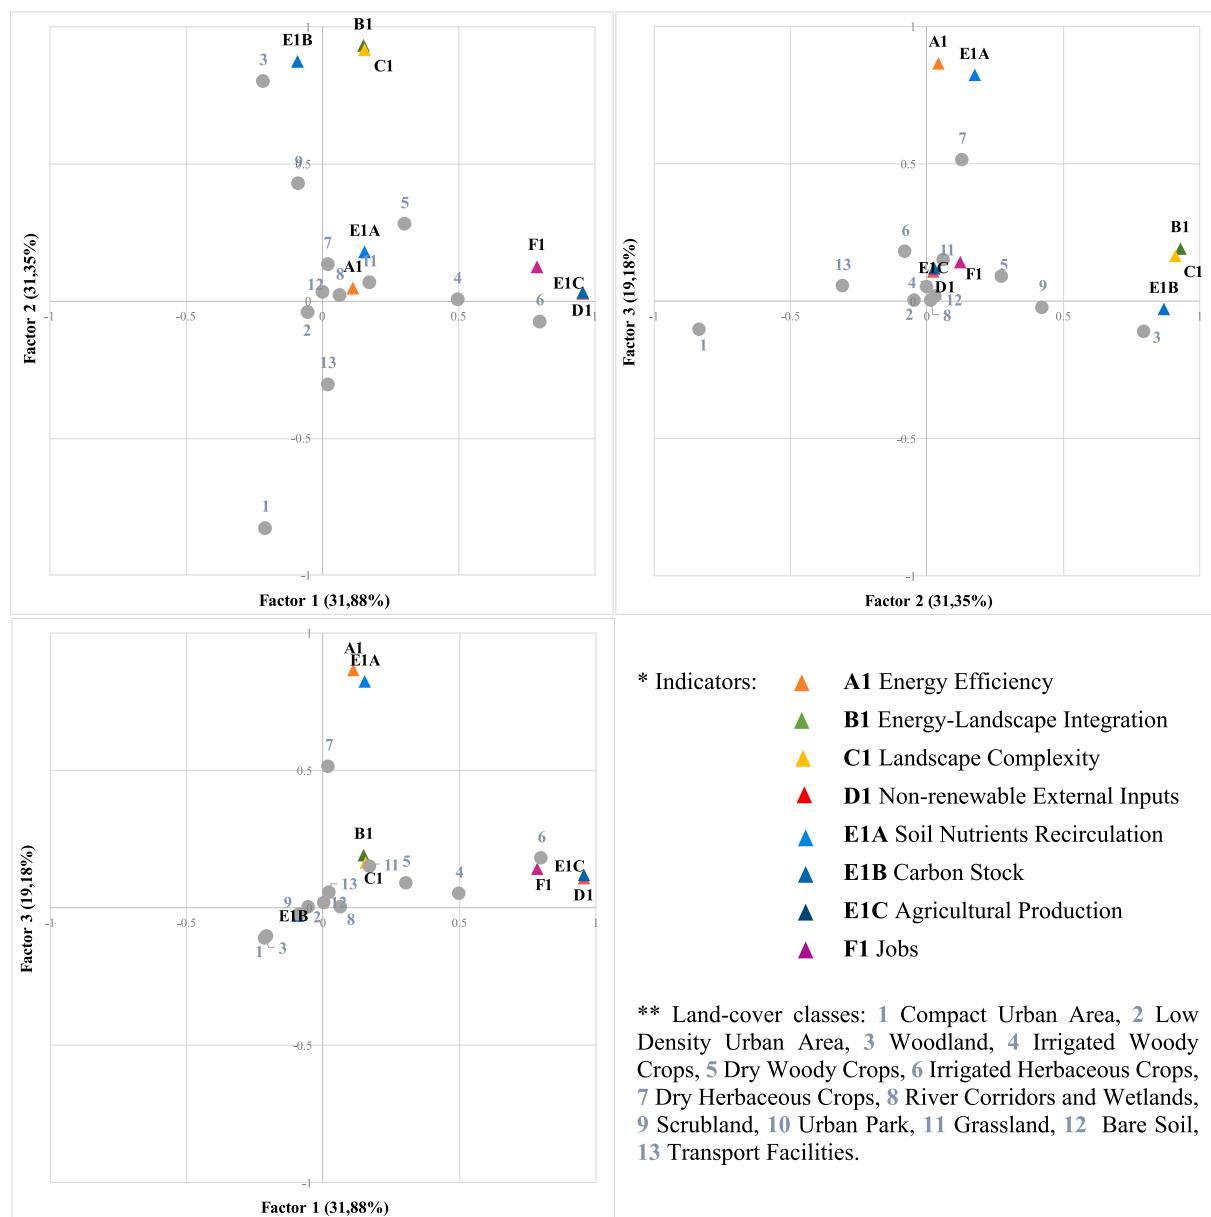 B1
1
E1B
C1
3
9
0.5
5
E1A
F1
7
A1
11
8
12
4
E1C
6
D1
-1
-0.5
0
0.5
1
2
13
-0.5
1
-1
Factor 2 (31,35%)
Factor 1 (31,88%)
1
A1
E1A
7
0.5
B1
6
11
13
E1C
F1
5
C1
4
D1
9
E1B
12
-1
-0.5
2
0
8
0.5
1
3
1
-0.5
-1
Factor 3 (19,18%)
Factor 2 (31,35%)
1
A1
E1A
7
0.5
B1
6
11
5
E1C
4
C1
F1
13
D1
9
12
E1B
2
8
-1
-0.5
0
0.5
1
1
3
-0.5
-1
Factor 3 (19,18%)
Factor 1 (31,88%)
* Indicators:
A1 Energy Efficiency
B1 Energy-Landscape Integration
C1 Landscape Complexity
D1 Non-renewable External Inputs
E1A Soil Nutrients Recirculation
E1B Carbon Stock
E1C Agricultural Production
F1 Jobs
** Land-cover classes: 1 Compact Urban Area, 2 Low
Density Urban Area, 3 Woodland, 4 Irrigated Woody
Crops, 5 Dry Woody Crops, 6 Irrigated Herbaceous Crops,
7 Dry Herbaceous Crops, 8 River Corridors and Wetlands,
9 Scrubland, 10 Urban Park, 11 Grassland, 12 Bare Soil,
13 Transport Facilities.